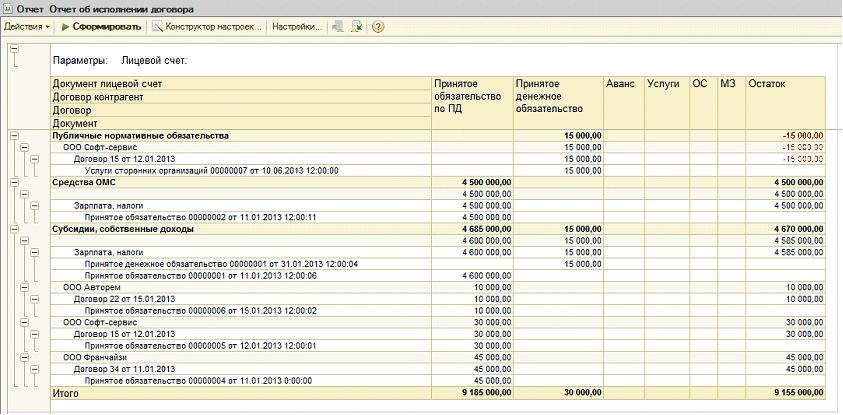 Отчет Отчет об исполнении договора
Действия Сформировать Конструктор настроек... Настройки...
Параметры: Лицевой счет:
Документ лицевой счет Принятое обязательство по ПД Принятое денежное обязательство Аванс Услуги ОС МЗ Остаток
Договор контрагент
Договор
Документ
Публичные нормативные обязательства 15 000,00 -15 000,00
ООО Софт-сервис 15 000,00 -15 000,00
Договор 15 от 12.01.2013 15 000,00 -15 000,00
Услуги сторонних организаций 00000007 от 10.06.2013 12:00:00 15 000,00
Средства ОМС 4 500 000,00 4 500 000,00
4 500 000,00 4 500 000,00
Зарплата, налоги 4 500 000,00 4 500 000,00
Принятое обязательство 00000002 от 11.01.2013 12:00:11 4 500 000,00
Субсидии, собственные доходы 4 685 000,00 15 000,00 4 670 000,00
4 600 000,00 15 000,00 4 585 000,00
Зарплата, налоги 4 600 000,00 15 000,00 4 585 000,00
Принятое денежное обязательство 00000001 от 31.01.2013 12:00:04 15 000,00
Принятое обязательство 00000001 от 11.01.2013 12:00:06 4 600 000,00
ООО Авторем 10 000,00 10 000,00
Договор 22 от 15.01.2013 10 000,00 10 000,00
Принятое обязательство 00000006 от 15.01.2013 12:00:02 10 000,00
ООО Софт-сервис 30 000,00 30 000,00
Договор 15 от 12.01.2013 30 000,00 30 000,00
Принятое обязательство 00000005 от 12.01.2013 12:00:01 30 000,00
ООО Франчайзи 45 000,00 45 000,00
Договор 34 от 11.01.2013 45 000,00 45 000,00
Принятое обязательство 00000004 от 11.01.2013 0:00:00 45 000,00
Итого 9 185 000,00 30 000,00 9 155 000,00